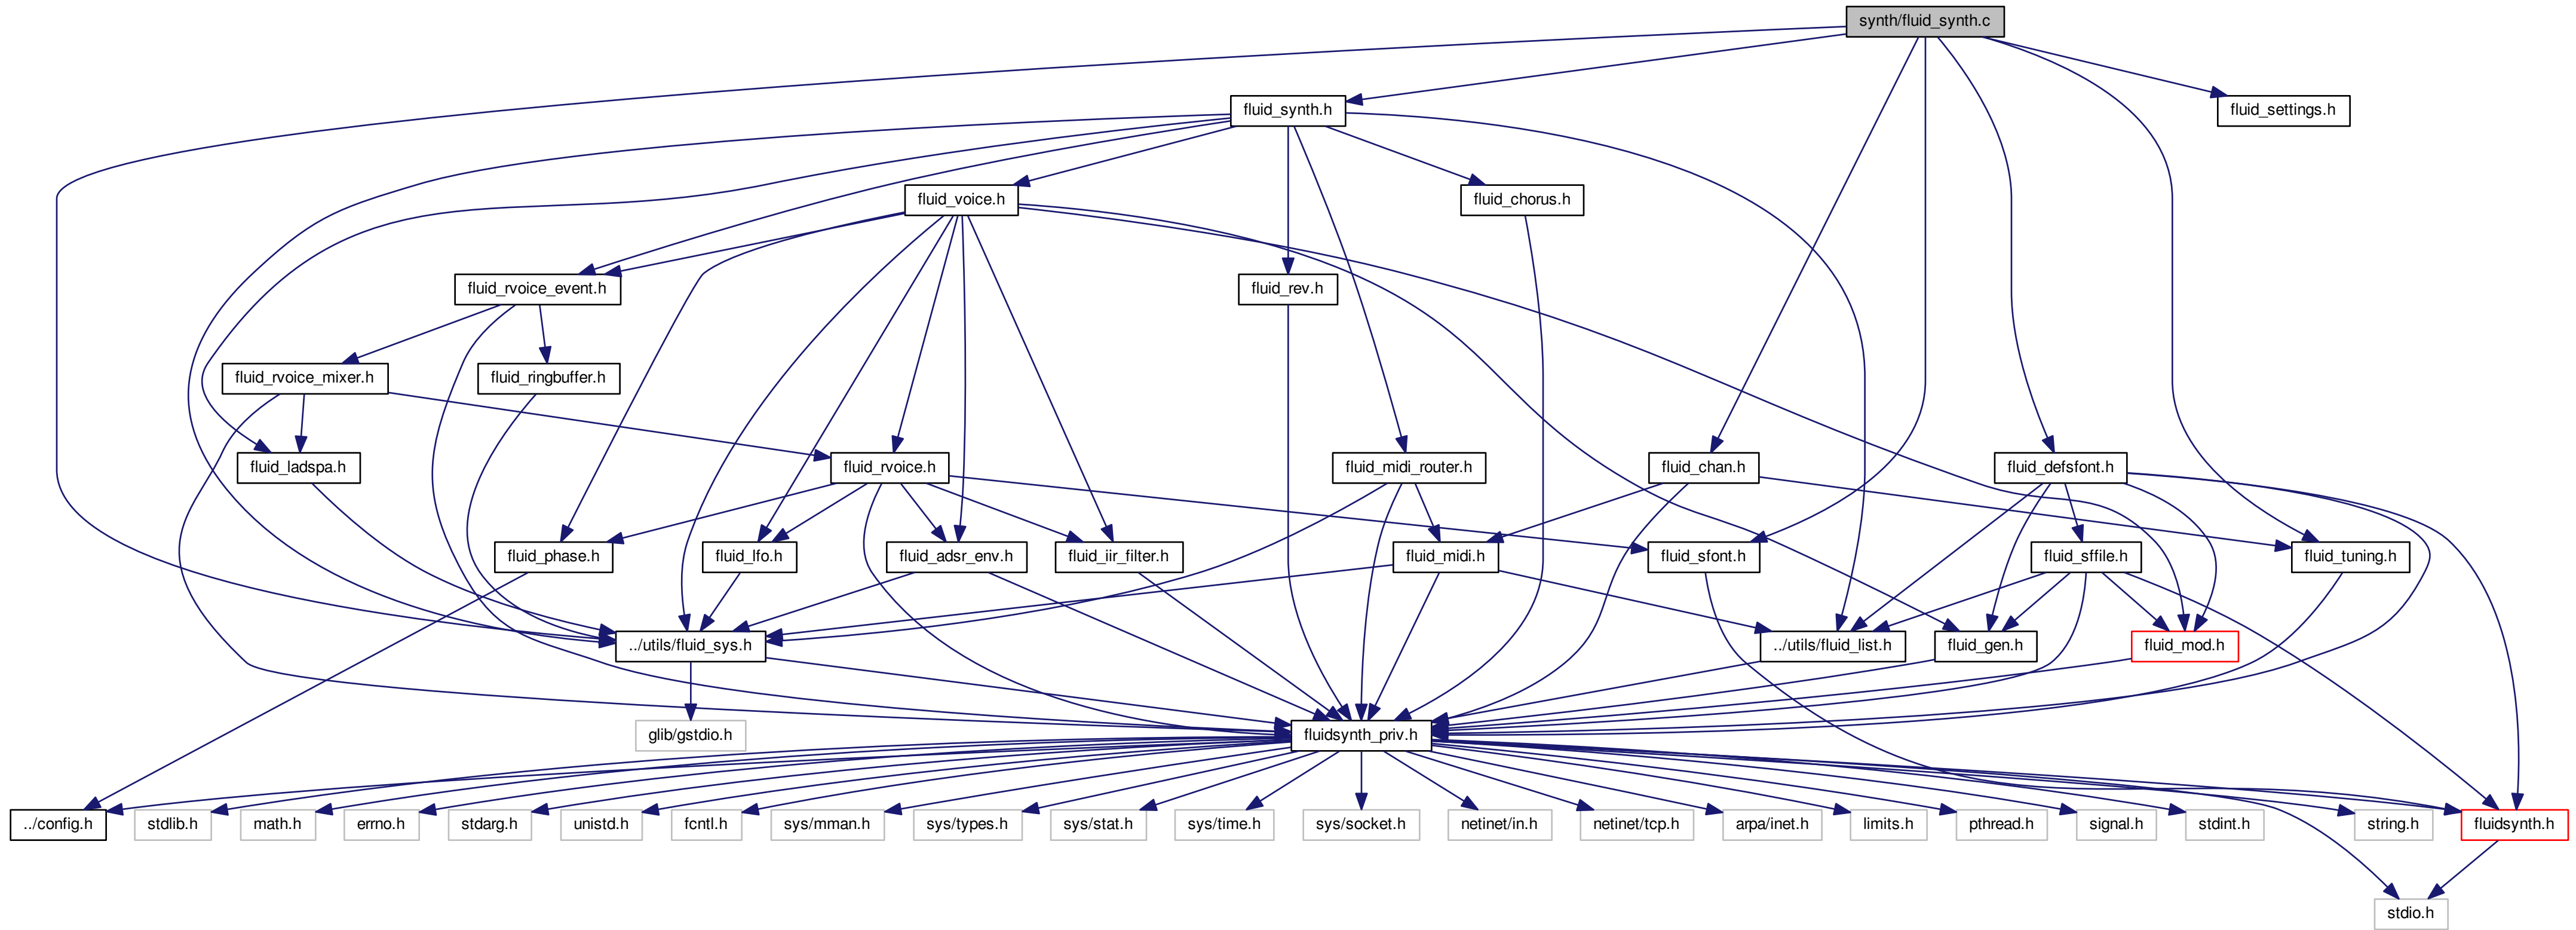 synth/fluid_synth.c
fluid_synth.h
fluid_settings.h
fluid_voice.h
fluid_chorus.h
fluid_rvoice_event.h
fluid_rev.h
fluid_rvoice_mixer.h
fluid_ringbuffer.h
fluid_ladspa.h
fluid_rvoice.h
fluid_midi_router.h
fluid_chan.h
fluid_defsfont.h
fluid_phase.h
fluid_lfo.h
fluid_adsr_env.h
fluid_iir_filter.h
fluid_midi.h
fluid_sfont.h
fluid_sffile.h
fluid_tuning.h
../utils/fluid_sys.h
../utils/fluid_list.h
fluid_gen.h
fluid_mod.h
glib/gstdio.h
fluidsynth_priv.h
../config.h
stdlib.h
math.h
errno.h
stdarg.h
unistd.h
fcntl.h
sys/mman.h
sys/types.h
sys/stat.h
sys/time.h
sys/socket.h
netinet/in.h
netinet/tcp.h
arpa/inet.h
limits.h
pthread.h
signal.h
stdint.h
string.h
fluidsynth.h
stdio.h